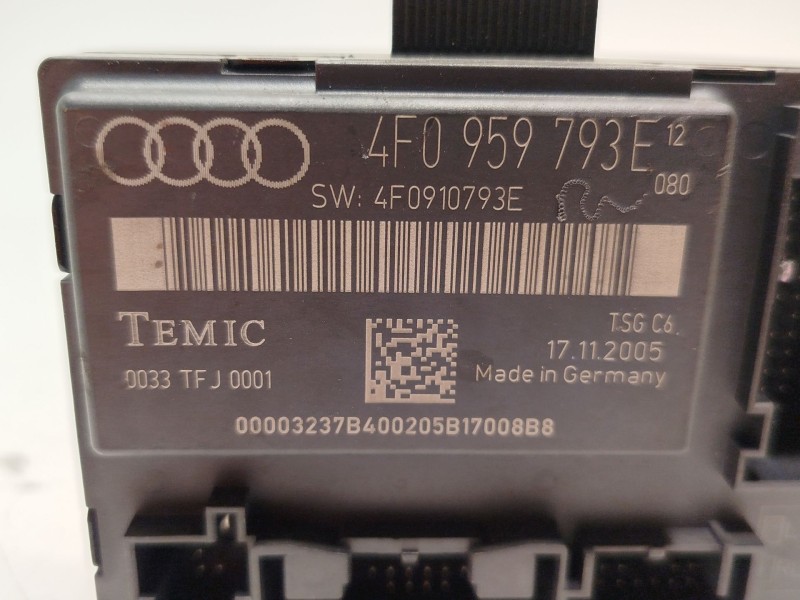 4F0 959 793E 12
080
SW: 4F0910793E
TEMIC
TSG C6.
17.11.2005
0033 TFJ 0001
Made in Germany
00003237B400205B17008B8